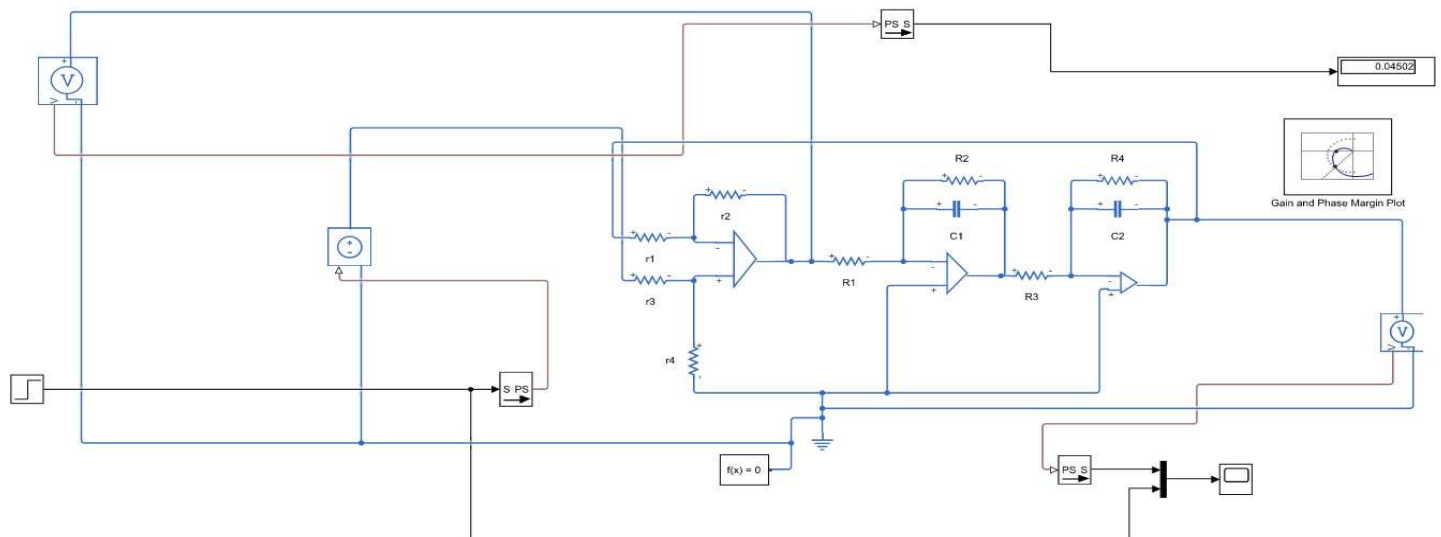 PS S
0.04502
V
R2
R4
Gain and Phase Margin Plot
r2
C1
C2
r1
R1
R3
r3
V
r4
S PS
f(x) = 0
PS S